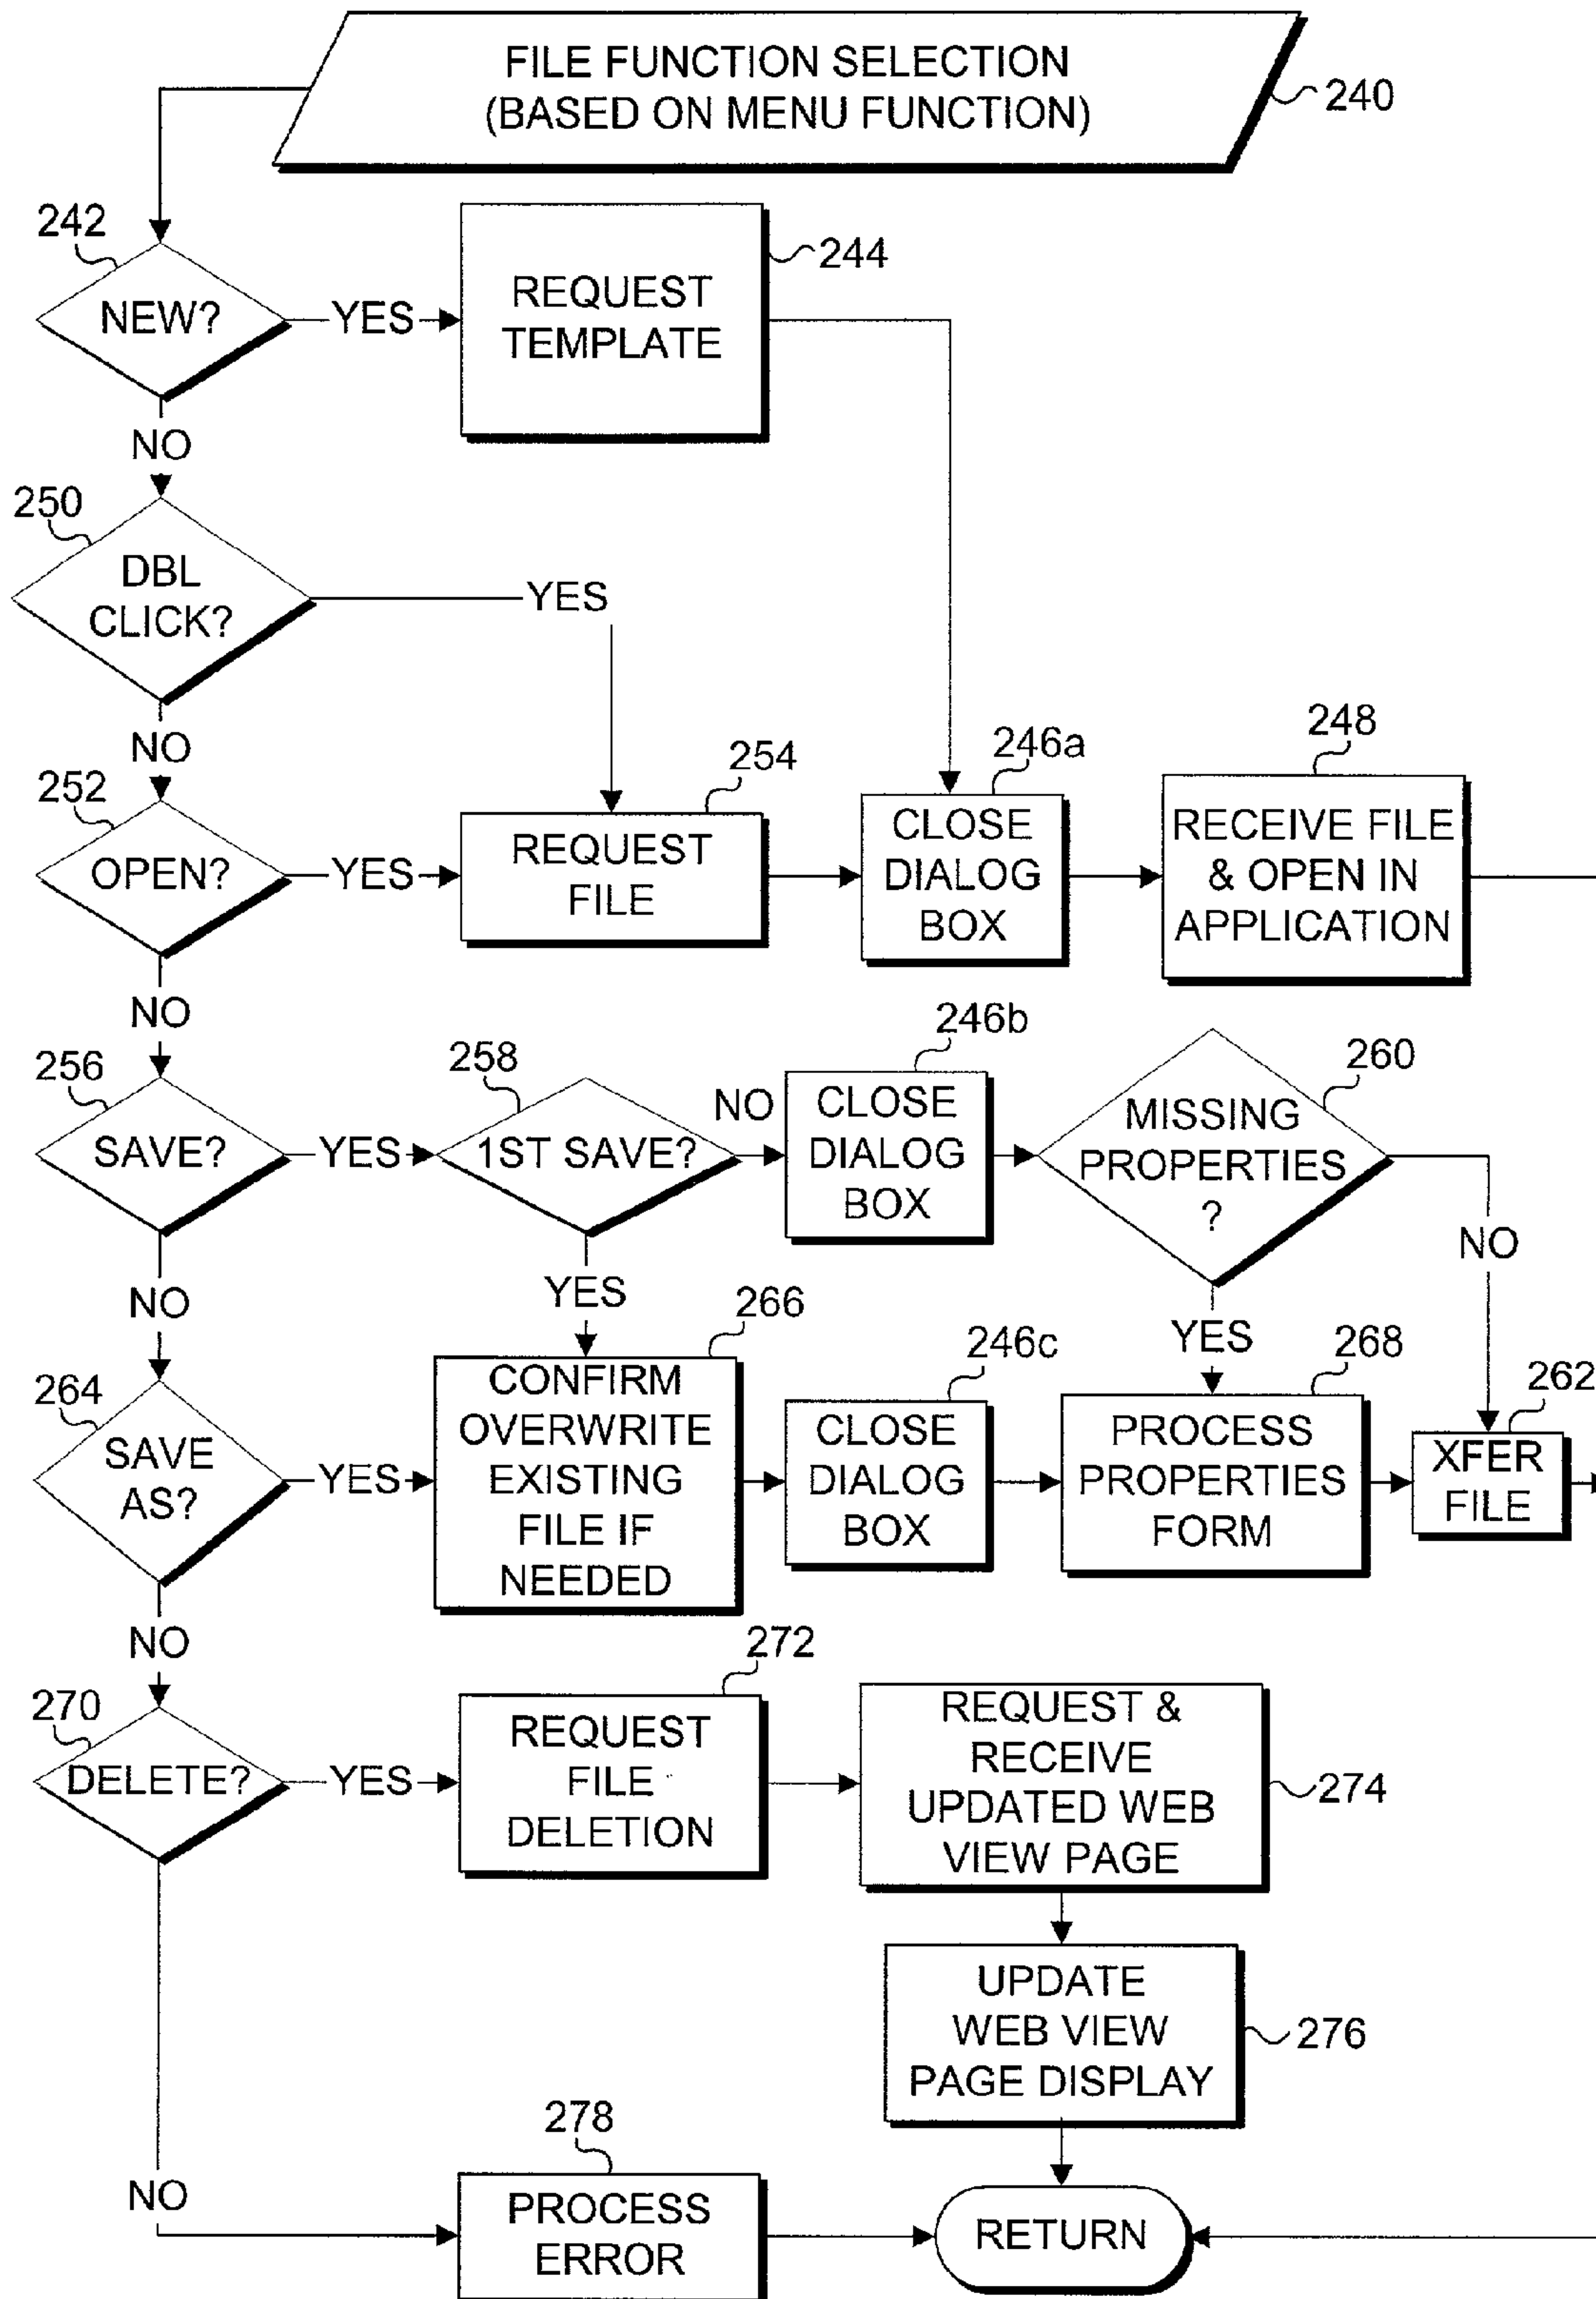 FILE FUNCTION SELECTION
(BASED ON MENU FUNCTION)
240
242
NEW?
YES
REQUEST
TEMPLATE
244
NO
250
DBL
CLICK?
YES
NO
252
OPEN?
YES
254
REQUEST
FILE
246a
CLOSE
DIALOG
BOX
248
RECEIVE FILE
& OPEN IN
APPLICATION
NO
256
SAVE?
YES
258
1ST SAVE?
NO
246b
CLOSE
DIALOG
BOX
260
MISSING
PROPERTIES
?
NO
YES
NO
YES
264
SAVE
AS?
YES
266
CONFIRM
OVERWRITE
EXISTING
FILE IF
NEEDED
246c
CLOSE
DIALOG
BOX
268
PROCESS
PROPERTIES
FORM
262
XFER
FILE
NO
270
DELETE?
YES
272
REQUEST
FILE
DELETION
REQUEST &
RECEIVE
UPDATED WEB
VIEW PAGE
274
UPDATE
WEB VIEW
PAGE DISPLAY
276
NO
278
PROCESS
ERROR
RETURN